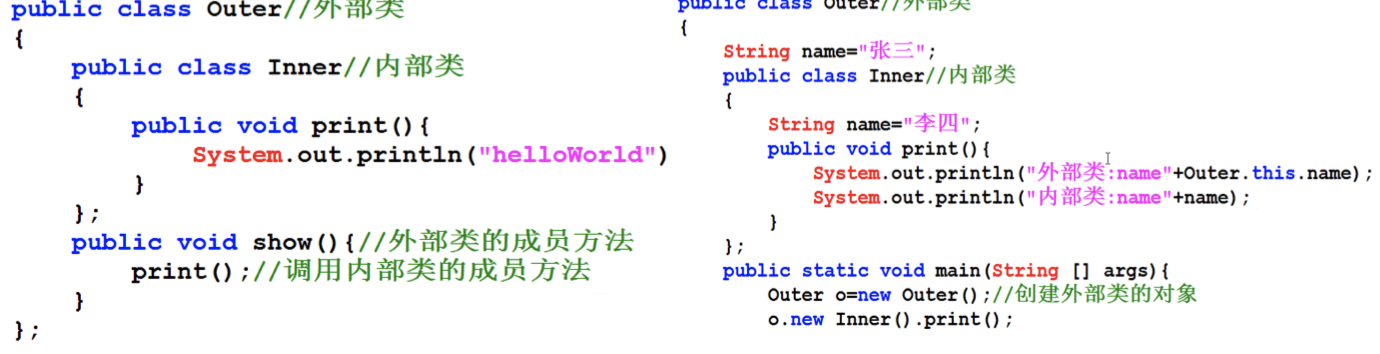 public class Outer//外部类
{
public class Inner//内部类
{
public void print(){
System.out.println("helloWorld")
}
};
public void show(){//外部类的成员方法
print();//调用内部类的成员方法
}
};
public class Outer//外部类
{
String name="张三";
public class Inner//内部类
{
String name="李四";
public void print(){
System.out.println("外部类:name"+Outer.this.name);
System.out.println("内部类:name"+name);
}
};
public static void main(String [] args){
Outer o=new Outer();//创建外部类的对象
o.new Inner().print();